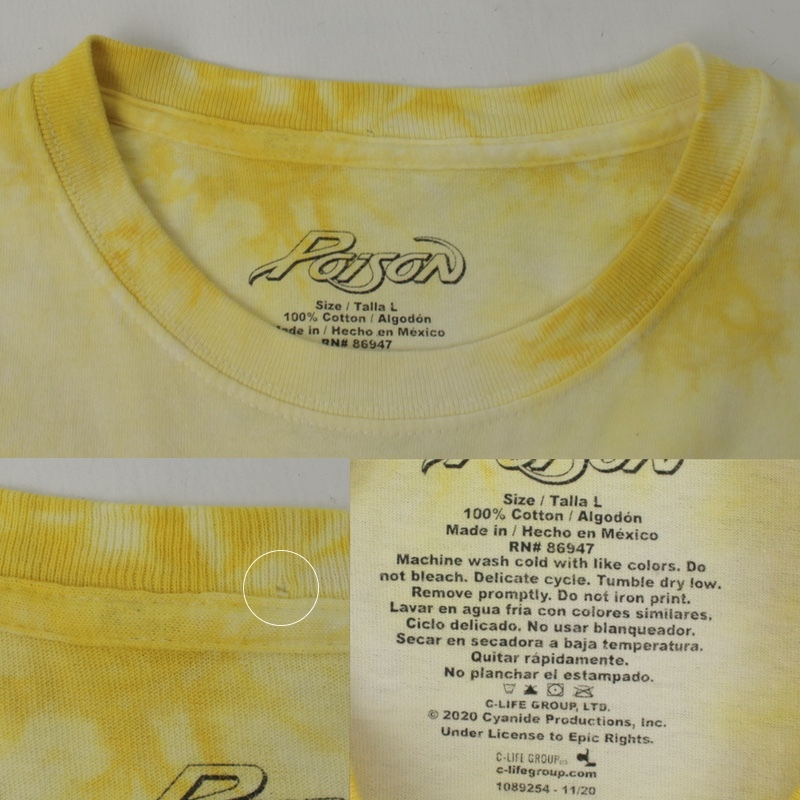 Poison
Size / Talla L
100% Cotton / Algodón
Made in / Hecho en México
RN# 86947
Poison
Size / Talla L
100% Cotton / Algodón
Made in / Hecho en México
RN# 86947
Machine wash cold with like colors. Do
not bleach. Delicate cycle. Tumble dry low.
Remove promptly. Do not iron print.
Lavar en agua fria con colores similares.
Ciclo delicado. No usar blanqueador.
Secar en secadora a baja temperatura.
Quitar rápidamente.
No planchar el estampado.
C-LIFE GROUP, LTD.
© 2020 Cyanide Productions, Inc.
Under License to Epic Rights.
C-LIFE GROUP
c-lifegroup.com
1089254 - 11/20